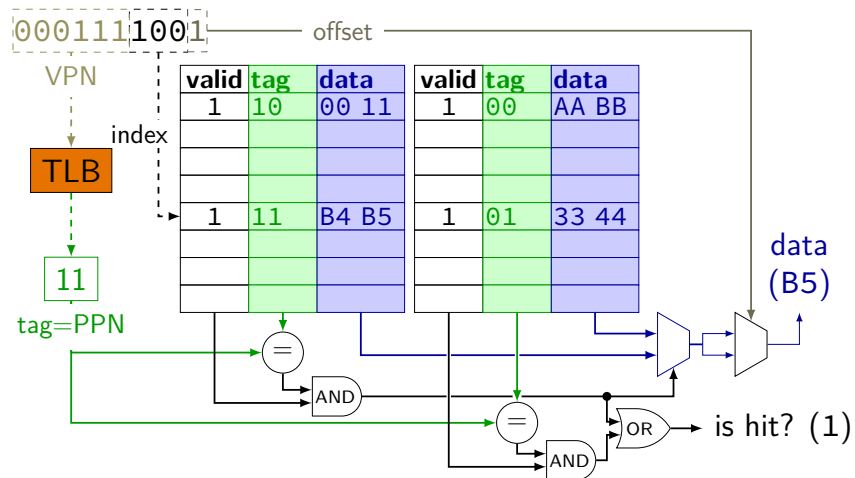 0001111001
offset
VPN
valid tag data
valid tag data
1 10 00 11
1 00 AA BB
index
TLB
1 11 B4 B5
1 01 33 44
data
(B5)
11
tag=PPN
=
AND
=
OR
is hit? (1)
AND